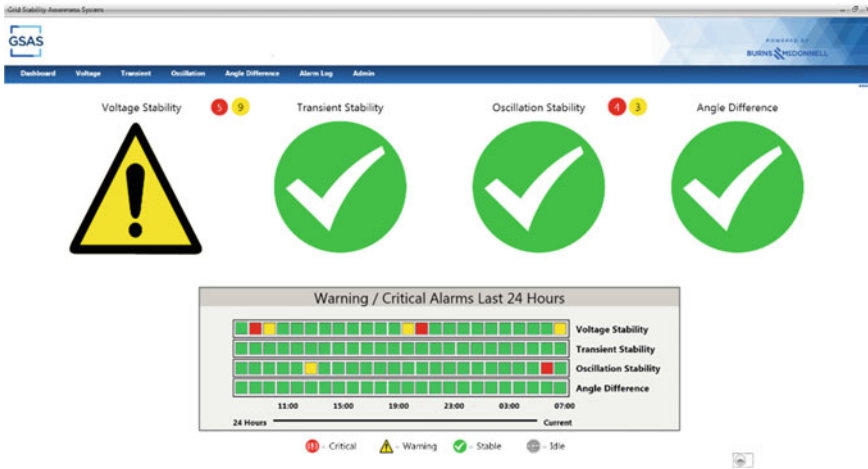 Grid Stability Awareness System
GSAS
POWERED BY
BURNS MCDONNELL
Dashboard Voltage Transient Oscillation Angle Difference Alarm Log Admin
Voltage Stability 5 9 Transient Stability Oscillation Stability 4 3 Angle Difference
Warning / Critical Alarms Last 24 Hours
Voltage Stability
Transient Stability
Oscillation Stability
Angle Difference
11:00 15:00 19:00 23:00 03:00 07:00
24 Hours Current
- Critical - Warning - Stable - Idle